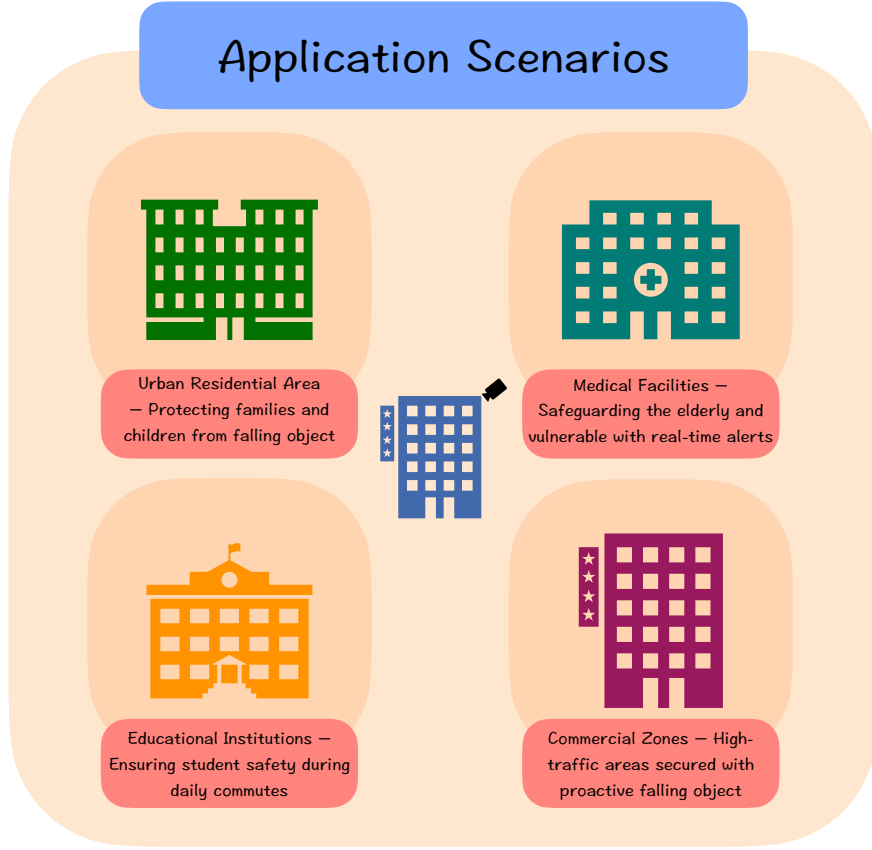 Application Scenarios
Urban Residential Area
– Protecting families and
children from falling object
Medical Facilities –
Safeguarding the elderly and
vulnerable with real-time alerts
Educational Institutions –
Ensuring student safety during
daily commutes
Commercial Zones – High-
traffic areas secured with
proactive falling object